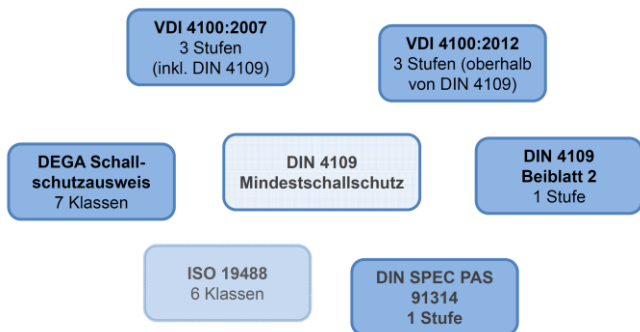 VDI 4100:2007
3 Stufen
(inkl. DIN 4109)
VDI 4100:2012
3 Stufen (oberhalb
von DIN 4109)
DEGA Schall-
schutzausweis
7 Klassen
DIN 4109
Mindestschallschutz
DIN 4109
Beiblatt 2
1 Stufe
ISO 19488
6 Klassen
DIN SPEC PAS
91314
1 Stufe